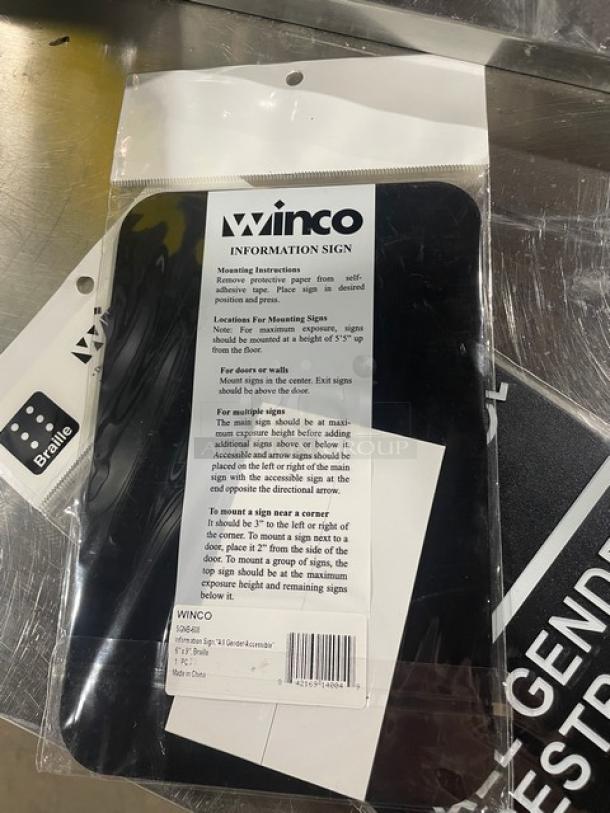 winco
INFORMATION SIGN
Mounting Instructions
Remove protective paper from self-
adhesive tape. Place sign in desired
position and press.
Locations For Mounting Signs
Note: For maximum exposure, signs
should be mounted at a height of 5'5" up
from the floor.
For doors or walls
Mount signs in the center. Exit signs
should be above the door.
For multiple signs
The main sign should be at maxi-
mum exposure height before adding
additional signs above or below it.
Accessible and arrow signs should be
placed on the left or right of the main
sign with the accessible sign at the
end opposite the directional arrow.
To mount a sign near a corner
It should be 3" to the left or right of
the corner. To mount a sign next to a
door, place it 2" from the side of the
door. To mount a group of signs, the
top sign should be at the maximum
exposure height and remaining signs
below it.
WINCO
SGNB-608
Information Sign, "All Gender Accessible"
6" x 9", Braille
1 PC
Made in China
0 42169 14004 9
Braille
GENDE
ESTR